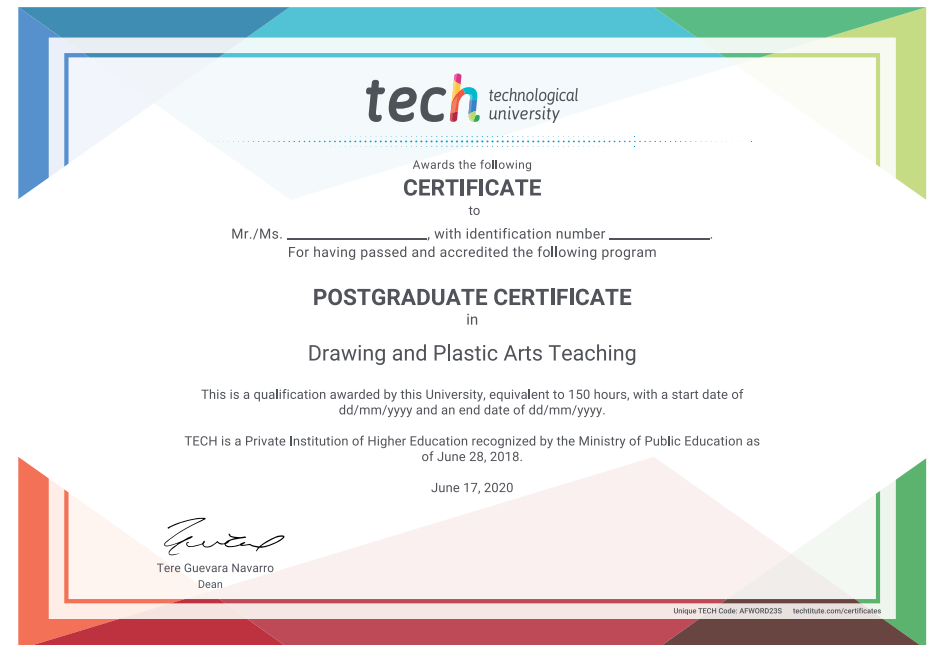 tech technological
university
Awards the following
CERTIFICATE
to
Mr./Ms. ____________________, with identification number ______________.
For having passed and accredited the following program
POSTGRADUATE CERTIFICATE
in
Drawing and Plastic Arts Teaching
This is a qualification awarded by this University, equivalent to 150 hours, with a start date of
dd/mm/yyyy and an end date of dd/mm/yyyy.
TECH is a Private Institution of Higher Education recognized by the Ministry of Public Education as
of June 28, 2018.
June 17, 2020
Tere Guevara Navarro
Dean
Unique TECH Code: AFWORD23S techtitute.com/certificates